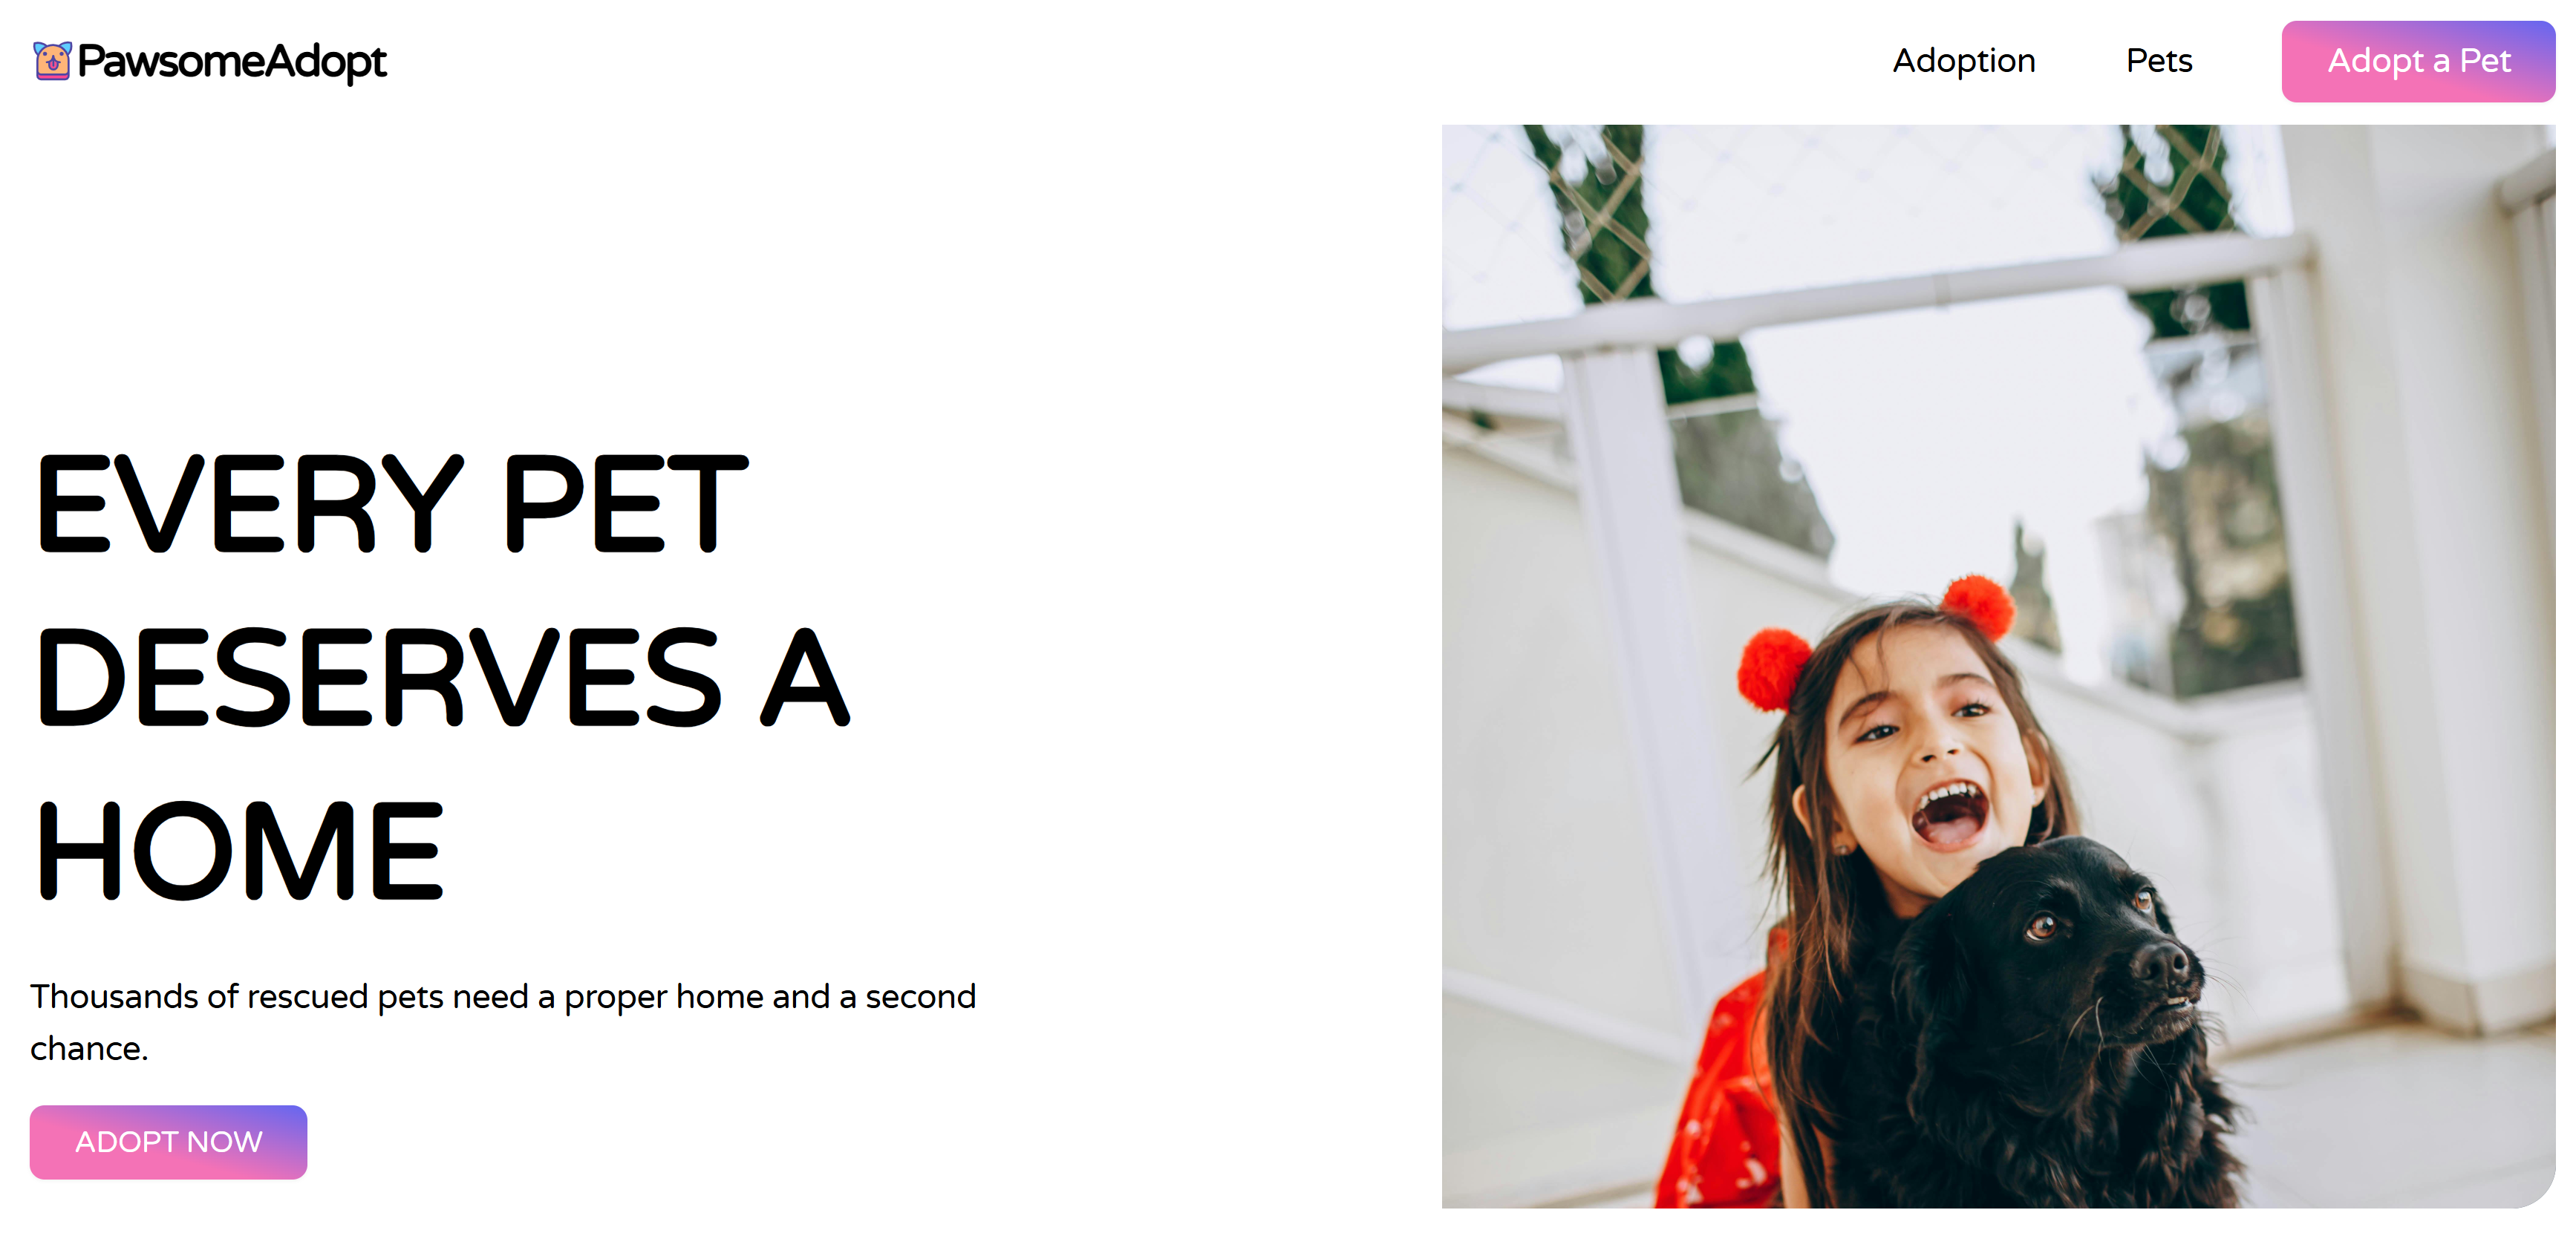 PawsomeAdopt
Adoption
Pets
Adopt a Pet
EVERY PET
DESERVES A
HOME
Thousands of rescued pets need a proper home and a second
chance.
ADOPT NOW